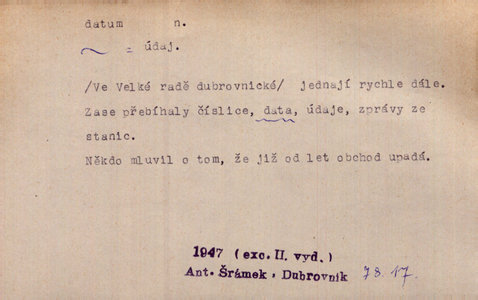 datum n.
~ = údaj.
/Ve Velké radě dubrovnické/ jednají rychle dále.
Zase přebíhaly číslice, data, údaje, zprávy ze
stanic.
Někdo mluvil o tom, že již od let obchod upadá.
1947 (exc. II. vyd.)
Ant. Šrámek, Dubrovník 78.17.